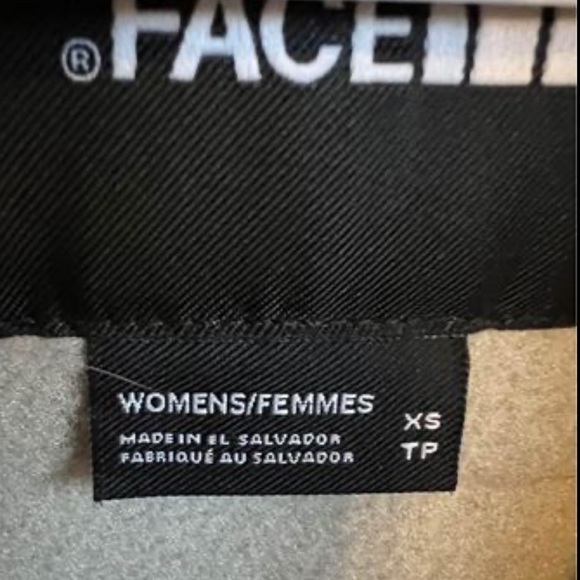 ® FACE
WOMENS/FEMMES
XS
MADE IN EL SALVADOR
TP
FABRIQUÉ AU SALVADOR